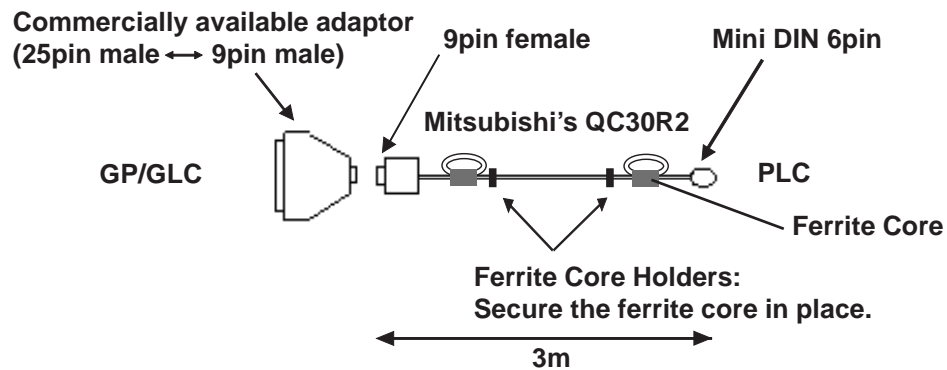 Commercially available adaptor
(25pin male ↔ 9pin male)
9pin female
Mini DIN 6pin
Mitsubishi's QC30R2
GP/GLC
PLC
Ferrite Core
Ferrite Core Holders:
Secure the ferrite core in place.
3m